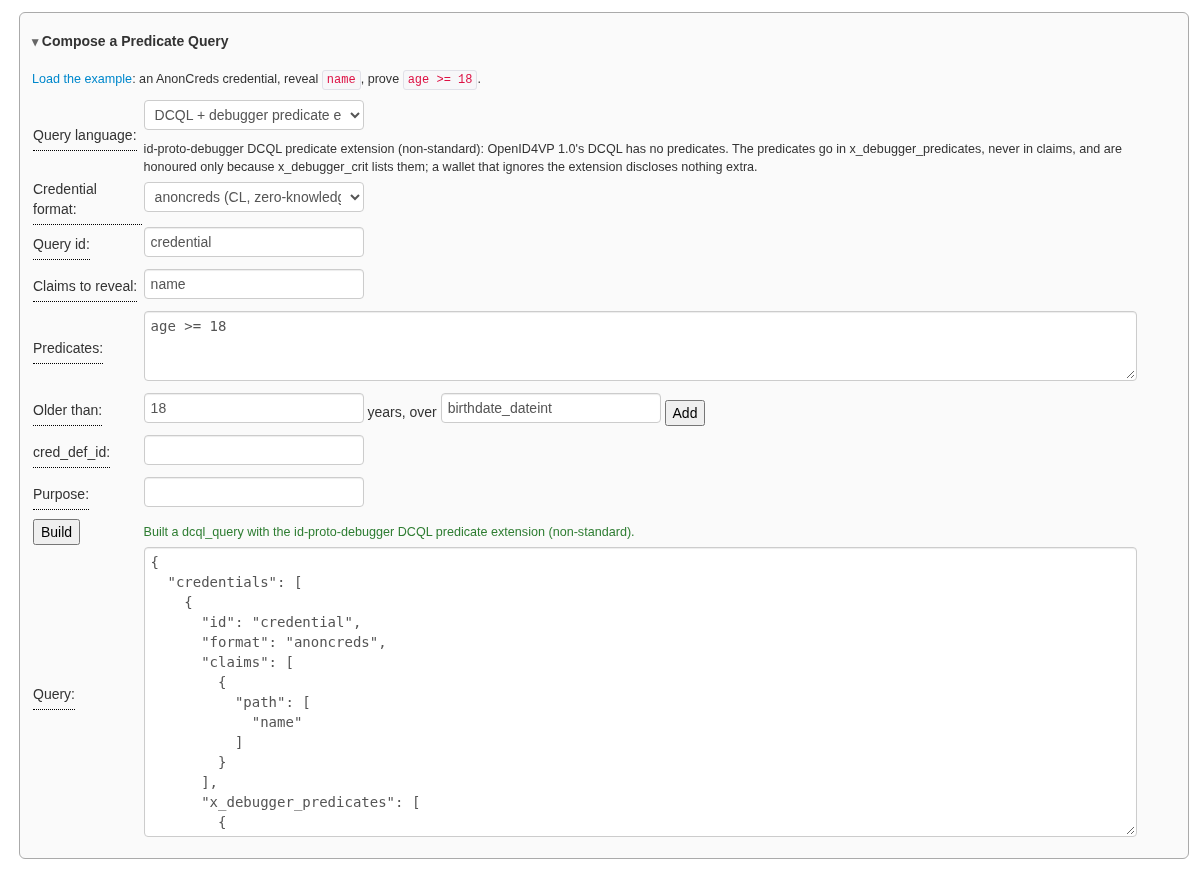 ▾ Compose a Predicate Query
Load the example: an AnonCreds credential, reveal name, prove age >= 18.
Query language:
DCQL + debugger predicate e
id-proto-debugger DCQL predicate extension (non-standard): OpenID4VP 1.0's DCQL has no predicates. The predicates go in x_debugger_predicates, never in claims, and are
honoured only because x_debugger_crit lists them; a wallet that ignores the extension discloses nothing extra.
Credential
format:
anoncreds (CL, zero-knowledg
Query id:
credential
Claims to reveal:
name
Predicates:
age >= 18
Older than:
18 years, over birthdate_dateint Add
cred_def_id:
Purpose:
Build
Built a dcql_query with the id-proto-debugger DCQL predicate extension (non-standard).
Query:
{
  "credentials": [
    {
      "id": "credential",
      "format": "anoncreds",
      "claims": [
        {
          "path": [
            "name"
          ]
        }
      ],
      "x_debugger_predicates": [
        {